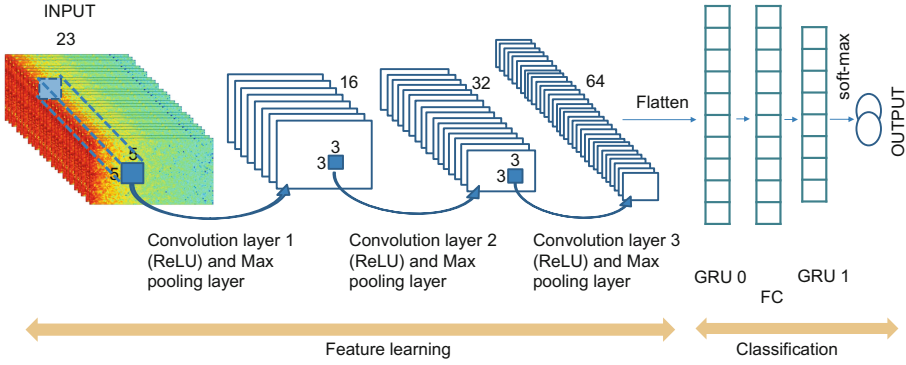 INPUT
23
5
5
16
3
3
32
3
3
64
Flatten
soft-max
OUTPUT
Convolution layer 1
(ReLU) and Max
pooling layer
Convolution layer 2
(ReLU) and Max
pooling layer
Convolution layer 3
(ReLU) and Max
pooling layer
GRU 0
FC
GRU 1
Feature learning
Classification